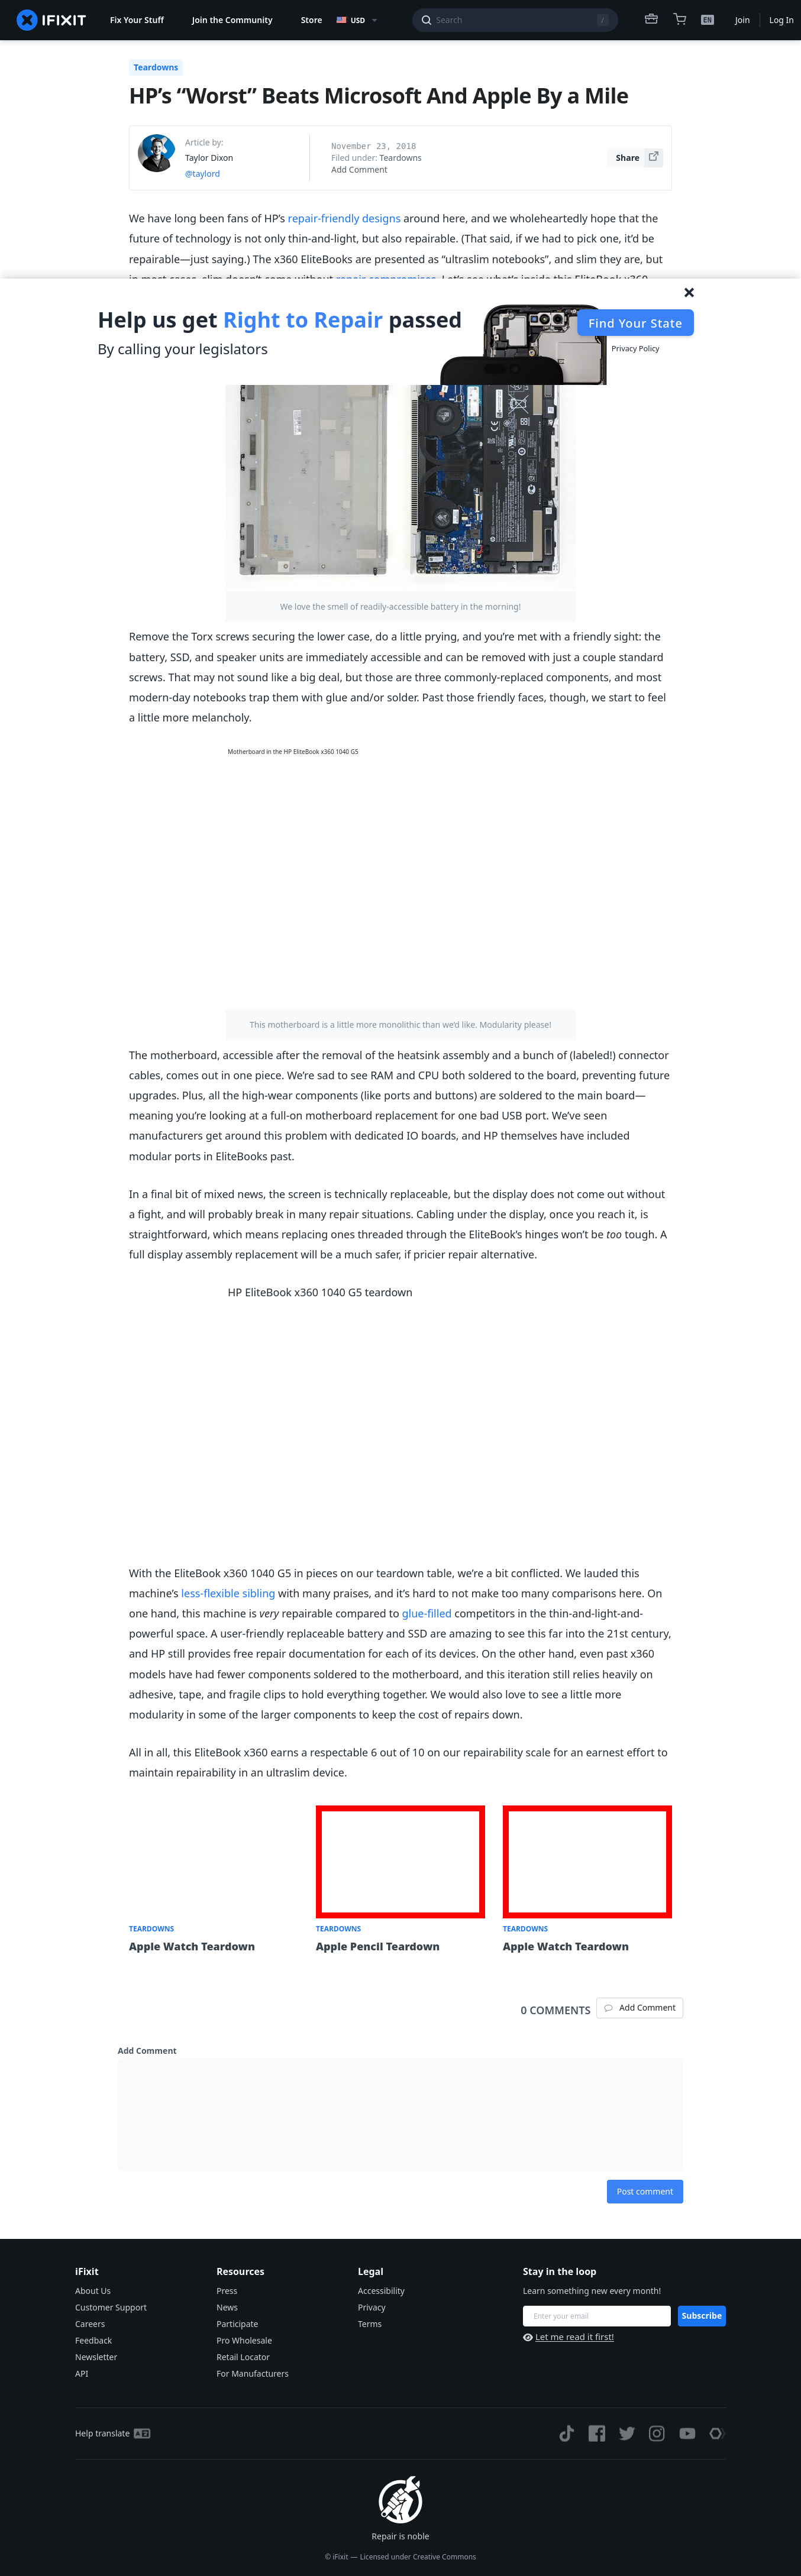 IFIXIT
Fix Your Stuff
Join the Community
Store
USD
Search
/
EN
Join
Log In
Teardowns
HP’s “Worst” Beats Microsoft And Apple By a Mile
Article by:
Taylor Dixon
@taylord
November 23, 2018
Filed under: Teardowns
Add Comment
Share
We have long been fans of HP’s repair-friendly designs around here, and we wholeheartedly hope that the
future of technology is not only thin-and-light, but also repairable. (That said, if we had to pick one, it’d be
repairable—just saying.) The x360 EliteBooks are presented as “ultraslim notebooks”, and slim they are, but
in most cases, slim doesn’t come without repair compromises. Let’s see what’s inside this EliteBook x360
Help us get Right to Repair passed
By calling your legislators
Find Your State
Privacy Policy
We love the smell of readily-accessible battery in the morning!
Remove the Torx screws securing the lower case, do a little prying, and you’re met with a friendly sight: the
battery, SSD, and speaker units are immediately accessible and can be removed with just a couple standard
screws. That may not sound like a big deal, but those are three commonly-replaced components, and most
modern-day notebooks trap them with glue and/or solder. Past those friendly faces, though, we start to feel
a little more melancholy.
Motherboard in the HP EliteBook x360 1040 G5
This motherboard is a little more monolithic than we’d like. Modularity please!
The motherboard, accessible after the removal of the heatsink assembly and a bunch of (labeled!) connector
cables, comes out in one piece. We’re sad to see RAM and CPU both soldered to the board, preventing future
upgrades. Plus, all the high-wear components (like ports and buttons) are soldered to the main board—
meaning you’re looking at a full-on motherboard replacement for one bad USB port. We’ve seen
manufacturers get around this problem with dedicated IO boards, and HP themselves have included
modular ports in EliteBooks past.
In a final bit of mixed news, the screen is technically replaceable, but the display does not come out without
a fight, and will probably break in many repair situations. Cabling under the display, once you reach it, is
straightforward, which means replacing ones threaded through the EliteBook’s hinges won’t be too tough. A
full display assembly replacement will be a much safer, if pricier repair alternative.
HP EliteBook x360 1040 G5 teardown
With the EliteBook x360 1040 G5 in pieces on our teardown table, we’re a bit conflicted. We lauded this
machine’s less-flexible sibling with many praises, and it’s hard to not make too many comparisons here. On
one hand, this machine is very repairable compared to glue-filled competitors in the thin-and-light-and-
powerful space. A user-friendly replaceable battery and SSD are amazing to see this far into the 21st century,
and HP still provides free repair documentation for each of its devices. On the other hand, even past x360
models have had fewer components soldered to the motherboard, and this iteration still relies heavily on
adhesive, tape, and fragile clips to hold everything together. We would also love to see a little more
modularity in some of the larger components to keep the cost of repairs down.
All in all, this EliteBook x360 earns a respectable 6 out of 10 on our repairability scale for an earnest effort to
maintain repairability in an ultraslim device.
TEARDOWNS
Apple Watch Teardown
TEARDOWNS
Apple Pencil Teardown
TEARDOWNS
Apple Watch Teardown
0 COMMENTS
Add Comment
Add Comment
Post comment
iFixit
About Us
Customer Support
Careers
Feedback
Newsletter
API
Resources
Press
News
Participate
Pro Wholesale
Retail Locator
For Manufacturers
Legal
Accessibility
Privacy
Terms
Stay in the loop
Learn something new every month!
Enter your email
Subscribe
Let me read it first!
Help translate
Repair is noble
© iFixit — Licensed under Creative Commons